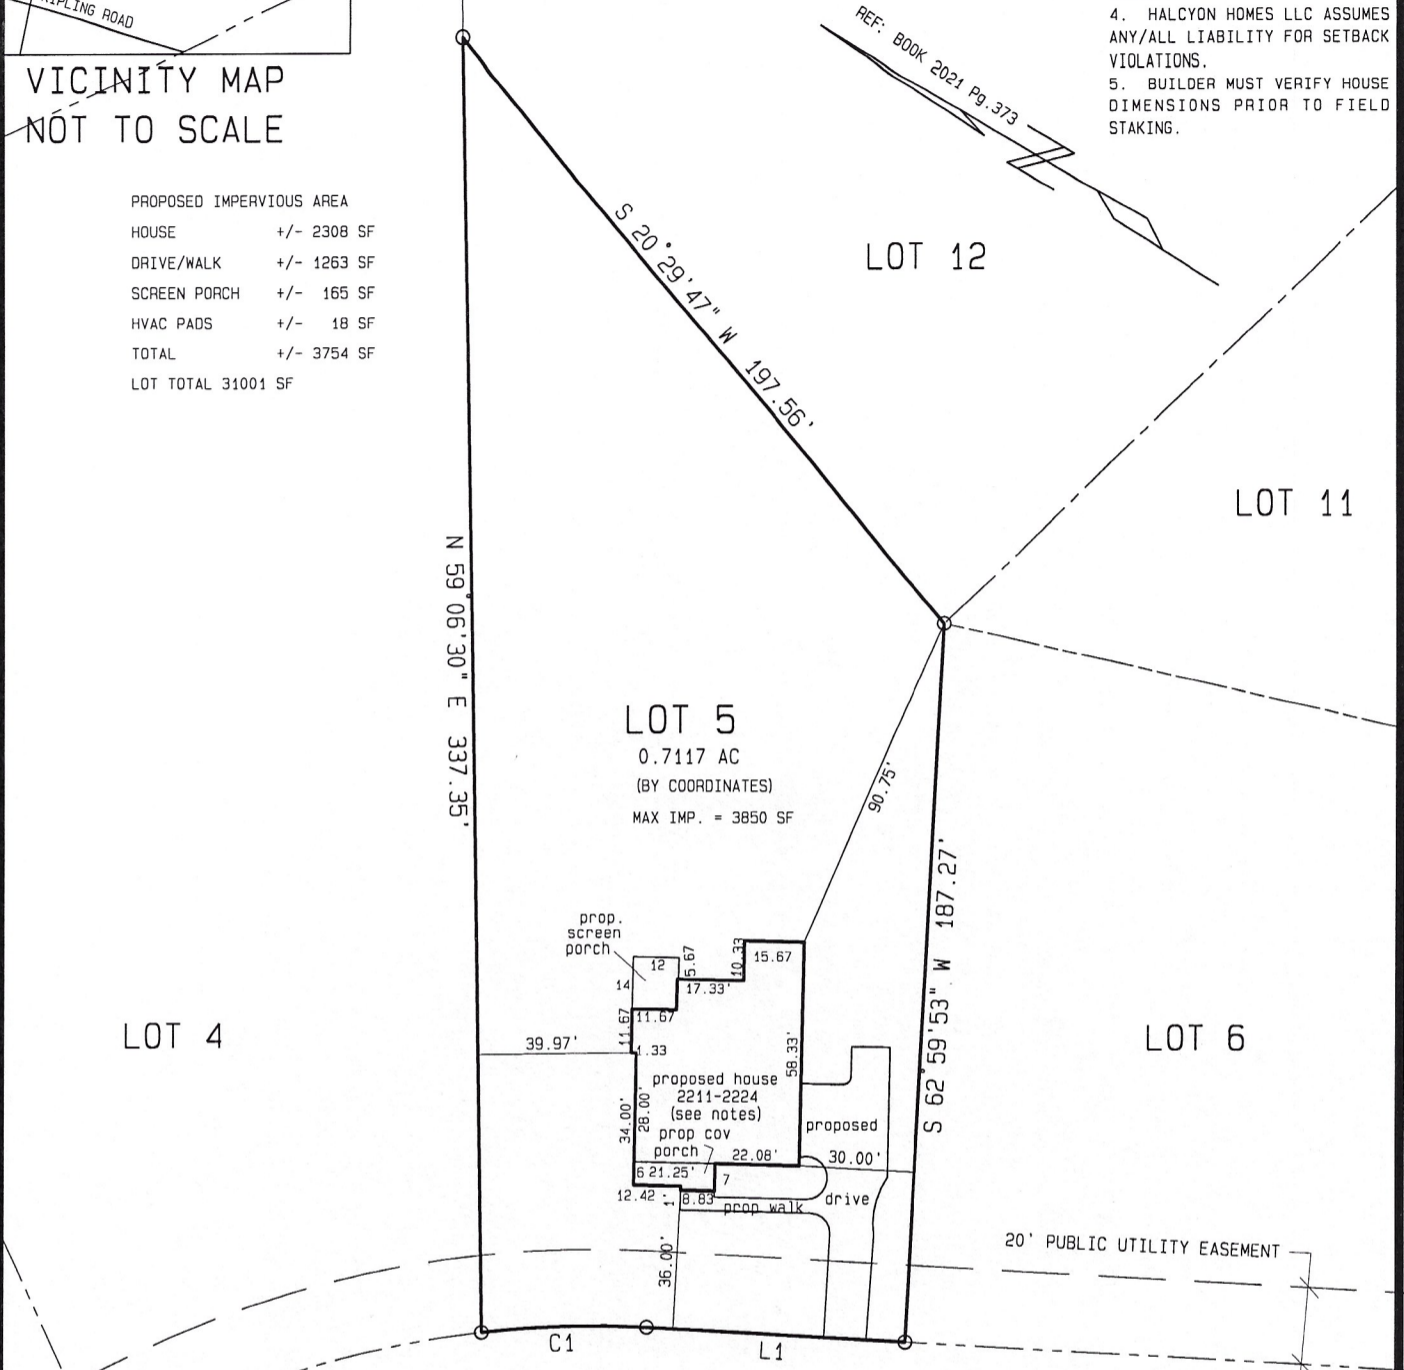 RIPLING ROAD
VICINITY MAP
NOT TO SCALE
REF: BOOK 2021 Pg.373
4. HALCYON HOMES LLC ASSUMES
ANY/ALL LIABILITY FOR SETBACK
VIOLATIONS.
5. BUILDER MUST VERIFY HOUSE
DIMENSIONS PRIOR TO FIELD
STAKING.
PROPOSED IMPERVIOUS AREA
HOUSE +/- 2308 SF
DRIVE/WALK +/- 1263 SF
SCREEN PORCH +/- 165 SF
HVAC PADS +/- 18 SF
TOTAL +/- 3754 SF
LOT TOTAL 31001 SF
S 20°29'47" W 197.56'
LOT 12
LOT 11
N 59°06'30" E 337.35'
LOT 5
0.7117 AC
(BY COORDINATES)
MAX IMP. = 3850 SF
90.75'
S 62°59'53" W 187.27'
prop.
screen
porch
12
5.67
10.33
15.67
14
17.33'
11.67
11.67
LOT 4
39.97'
1.33
58.33'
LOT 6
proposed house
2211-2224
(see notes)
34.00'
28.00'
prop cov
porch
22.08'
proposed
30.00'
6
21.25'
7
12.42
1
8.83
prop walk
drive
36.00'
20' PUBLIC UTILITY EASEMENT
C1
L1